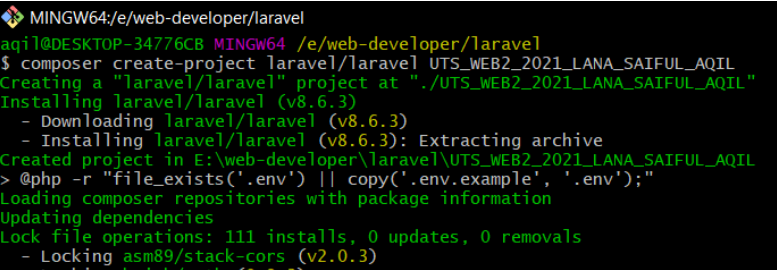 MINGW64:/e/web-developer/laravel
aqil@DESKTOP-34776CB MINGW64 /e/web-developer/laravel
$ composer create-project laravel/laravel UTS_WEB2_2021_LANA_SAIFUL_AQIL
Creating a "laravel/laravel" project at "./UTS_WEB2_2021_LANA_SAIFUL_AQIL"
Installing laravel/laravel (v8.6.3)
  - Downloading laravel/laravel (v8.6.3)
  - Installing laravel/laravel (v8.6.3): Extracting archive
Created project in E:\web-developer\laravel\UTS_WEB2_2021_LANA_SAIFUL_AQIL
> @php -r "file_exists('.env') || copy('.env.example', '.env');"
Loading composer repositories with package information
Updating dependencies
Lock file operations: 111 installs, 0 updates, 0 removals
  - Locking asm89/stack-cors (v2.0.3)